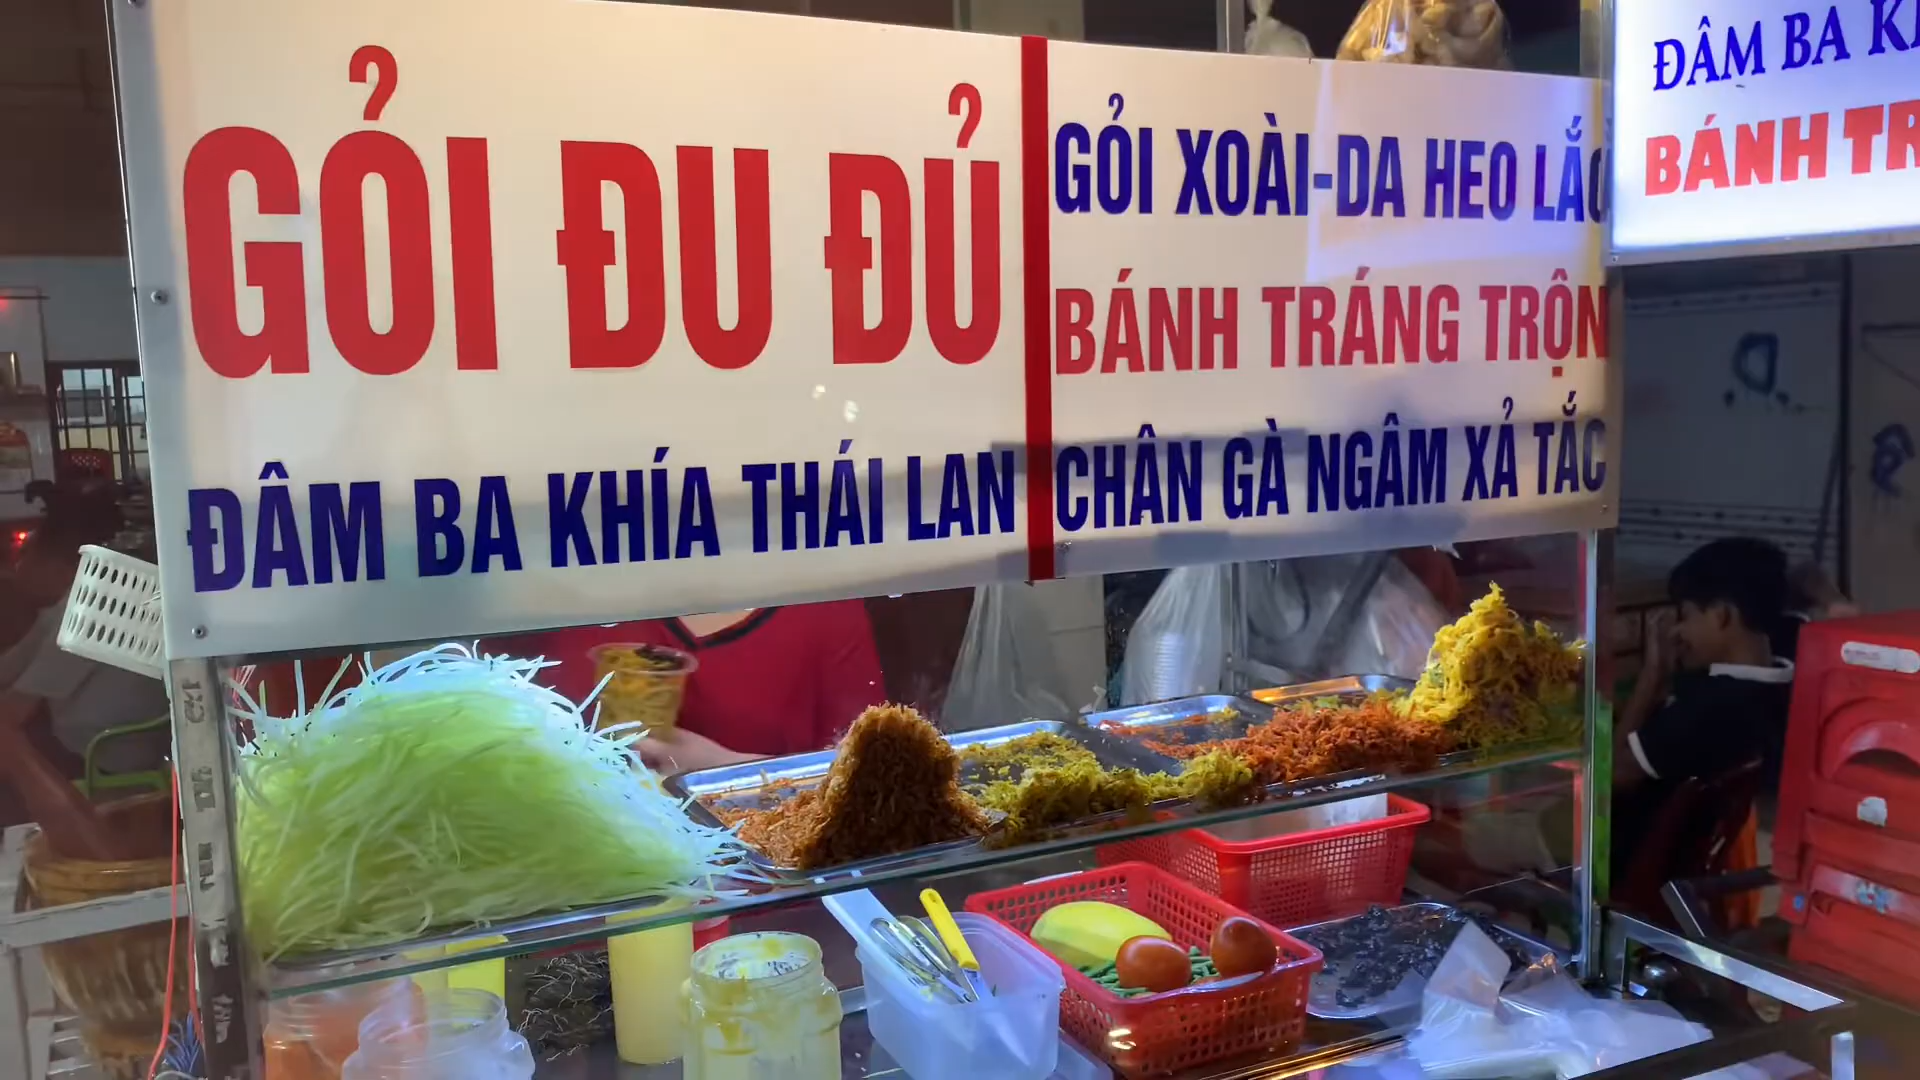 GỎI ĐU ĐỦ
ĐÂM BA KHÍA THÁI LAN
GỎI XOÀI-DA HEO LẮC
BÁNH TRÁNG TRỘN
CHÂN GÀ NGÂM XẢ TẮC
ĐÂM BA
BÁNH